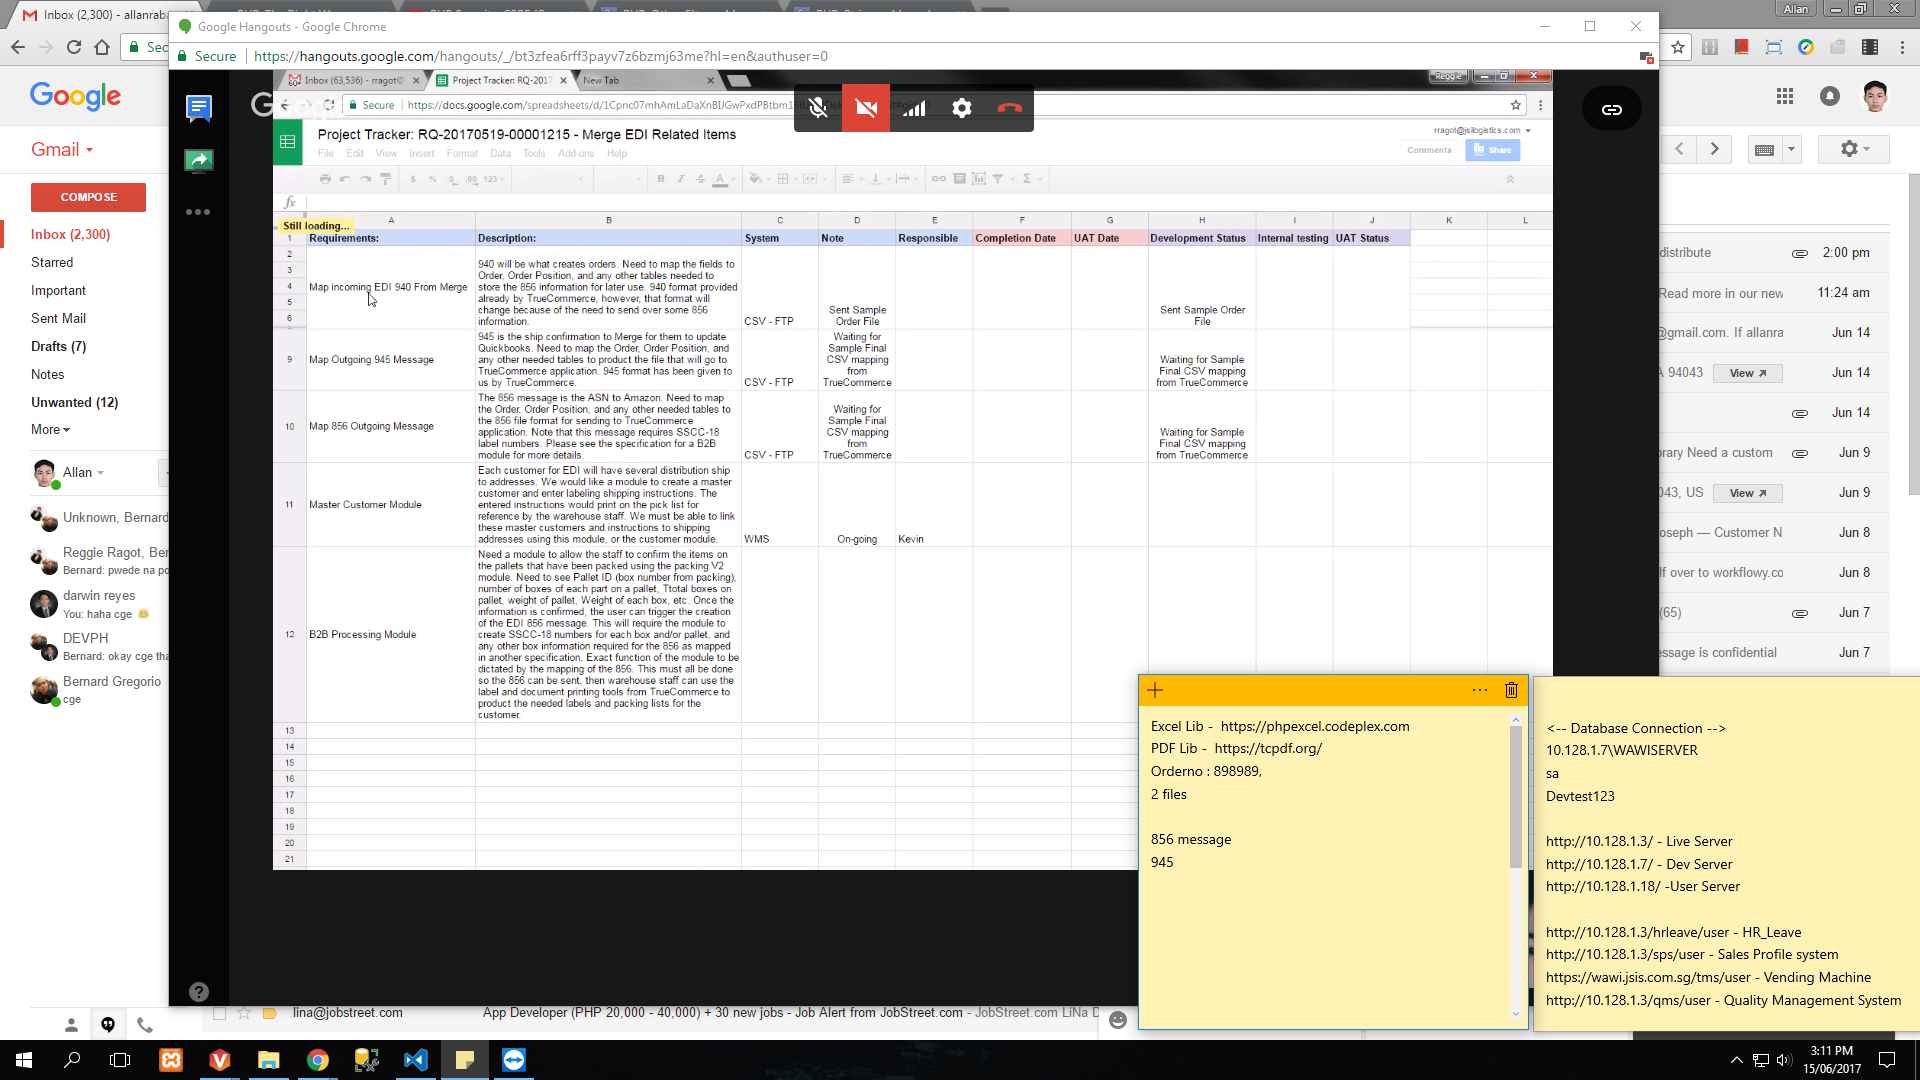 Inbox (2,300) - allanraba
Allan
Google Hangouts - Google Chrome
Secure
https://hangouts.google.com/hangouts/_/bt3zfea6rff3payv7z6bzmj63me?hl=en&authuser=0
Inbox (63,536) - rragot©
Project Tracker: RQ-2017
New Tab
Reggie
Secure
Project Tracker: RQ-20170519-00001215 - Merge EDI Related Items
rragot@jsilogistics.com
File Edit View Insert Format Data Tools Add-ons Help
Comments
Share
$ % .0 .00 123
fx
Still loading...
A B C D E F G H I J K L
1 Requirements: Description: System Note Responsible Completion Date UAT Date Development Status Internal testing UAT Status
2
3
4
5
6
Map incoming EDI 940 From Merge
940 will be what creates orders. Need to map the fields to
Order, Order Position, and any other tables needed to
store the 856 information for later use. 940 format provided
already by TrueCommerce, however, that format will
change because of the need to send over some 856
information.
CSV - FTP
Sent Sample
Order File
Sent Sample Order
File
9
Map Outgoing 945 Message
945 is the ship confirmation to Merge for them to update
Quickbooks. Need to map the Order, Order Position, and
any other needed tables to product the file that will go to
TrueCommerce application. 945 format has been given to
us by TrueCommerce.
CSV - FTP
Waiting for
Sample Final
CSV mapping
from
TrueCommerce
Waiting for Sample
Final CSV mapping
from TrueCommerce
10
Map 856 Outgoing Message
The 856 message is the ASN to Amazon. Need to map
the Order, Order Position, and any other needed tables to
the 856 file format for sending to TrueCommerce
application. Note that this message requires SSCC-18
label numbers. Please see the specification for a B2B
module for more details.
CSV - FTP
Waiting for
Sample Final
CSV mapping
from
TrueCommerce
Waiting for Sample
Final CSV mapping
from TrueCommerce
11
Master Customer Module
Each customer for EDI will have several distribution ship
to addresses. We would like a module to create a master
customer and enter labeling shipping instructions. The
entered instructions would print on the pick list for
reference by the warehouse staff. We must be able to link
these master customers and instructions to shipping
addresses using this module, or the customer module.
WMS
On-going
Kevin
12
B2B Processing Module
Need a module to allow the staff to confirm the items on
the pallets that have been packed using the packing V2
module. Need to see Pallet ID (box number from packing),
number of boxes of each part on a pallet, Ttotal boxes on
pallet, weight of pallet, Weight of each box, etc. Once the
information is confirmed, the user can trigger the creation
of the EDI 856 message. This will require the module to
create SSCC-18 numbers for each box and/or pallet, and
any other box information required for the 856 as mapped
in another specification. Exact function of the module to be
dictated by the mapping of the 856. This must all be done
so the 856 can be sent, then warehouse staff can use the
label and document printing tools from TrueCommerce to
product the needed labels and packing lists for the
customer.
13
14
15
16
17
18
19
20
21
Google
Gmail
COMPOSE
Inbox (2,300)
Starred
Important
Sent Mail
Drafts (7)
Notes
Unwanted (12)
More
Allan
Unknown, Bernard
Reggie Ragot, Ber
Bernard: pwede na po
darwin reyes
You: haha cge
DEVPH
Bernard: okay cge tha
Bernard Gregorio
cge
distribute 2:00 pm
Read more in our new 11:24 am
@gmail.com. If allanra Jun 14
94043 View Jun 14
Jun 14
rary Need a custom Jun 9
043, US View Jun 9
oseph — Customer N Jun 8
lf over to workflowy.co Jun 8
(65) Jun 7
essage is confidential Jun 7
lina@jobstreet.com
App Developer (PHP 20,000 - 40,000) + 30 new jobs - Job Alert from JobStreet.com - JobStreet.com LiNa D
Excel Lib - https://phpexcel.codeplex.com
PDF Lib - https://tcpdf.org/
Orderno : 898989,
2 files
856 message
945
<-- Database Connection -->
10.128.1.7\WAWISERVER
sa
Devtest123
http://10.128.1.3/ - Live Server
http://10.128.1.7/ - Dev Server
http://10.128.1.18/ -User Server
http://10.128.1.3/hrleave/user - HR_Leave
http://10.128.1.3/sps/user - Sales Profile system
https://wawi.jsis.com.sg/tms/user - Vending Machine
http://10.128.1.3/qms/user - Quality Management System
3:11 PM
15/06/2017